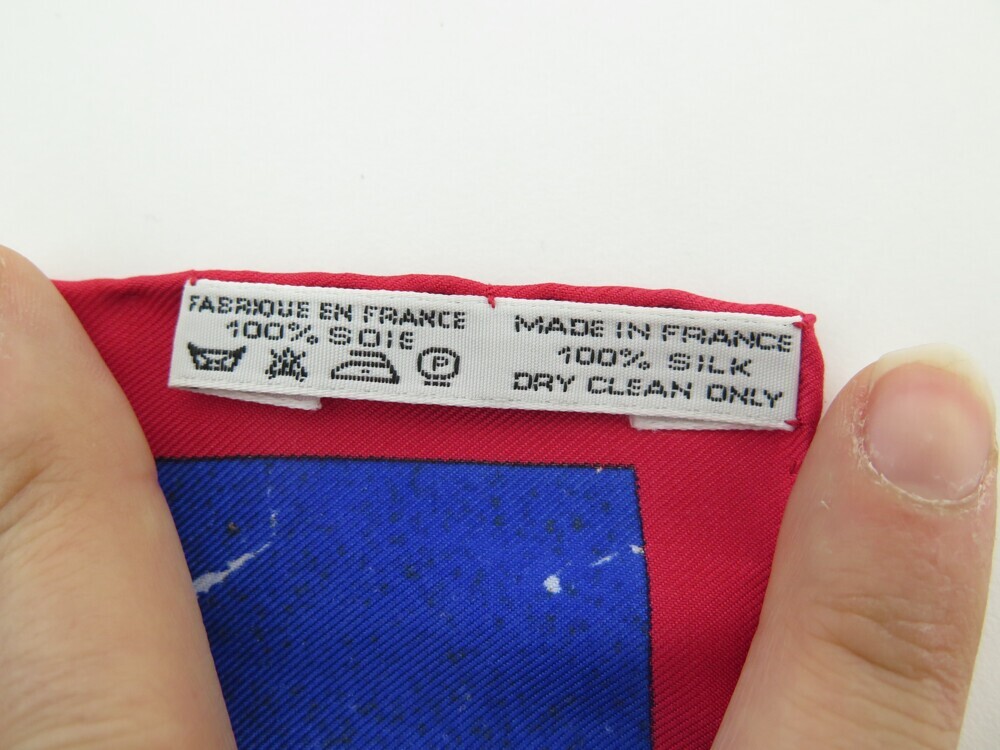 FABRIQUE EN FRANCE
100% SOIE
P
MADE IN FRANCE
100% SILK
DRY CLEAN ONLY